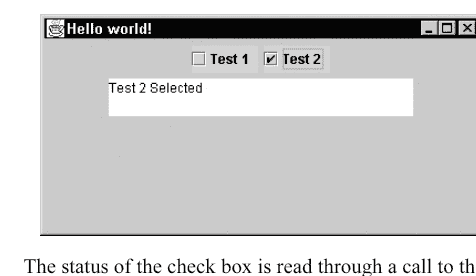 Hello world!
Test 1 Test 2
Test 2 Selected
The status of the check box is read through a call to th